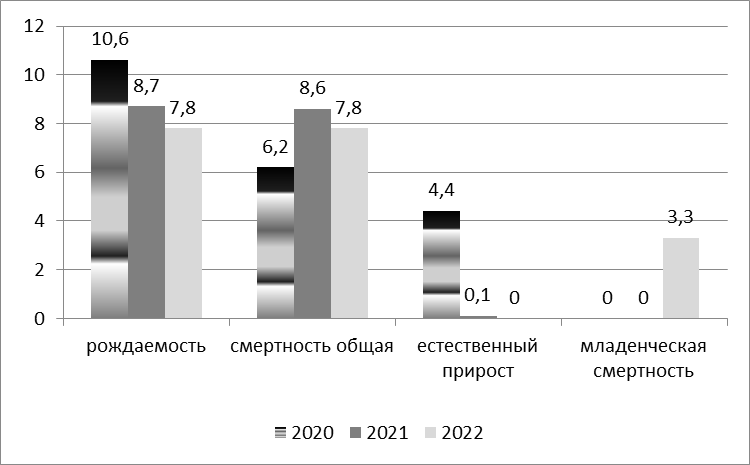 12
10
8
6
4
2
0
10,6
8,7
7,8
6,2
8,6
7,8
4,4
0,1
0
0
0
3,3
рождаемость
смертность общая
естественный
прирост
младенческая
смертность
2020 2021 2022